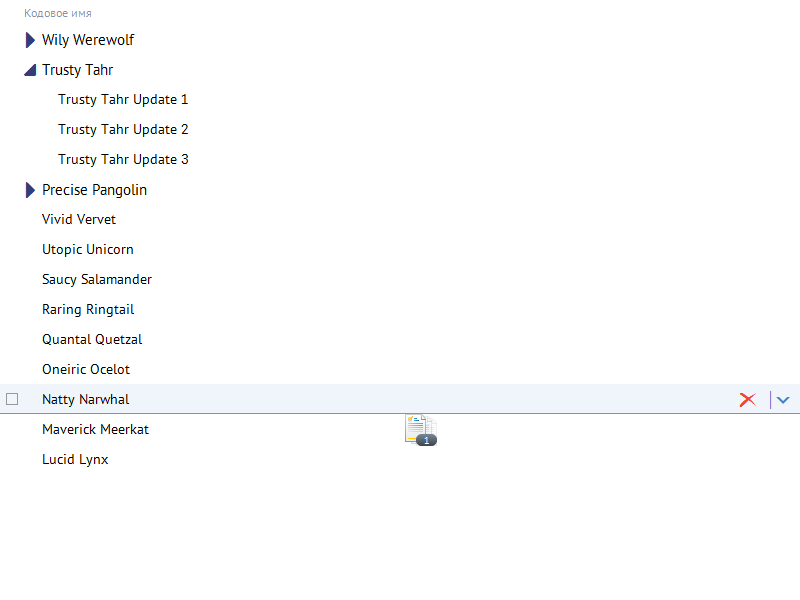 Кодовое имя
Wily Werewolf
Trusty Tahr
Trusty Tahr Update 1
Trusty Tahr Update 2
Trusty Tahr Update 3
Precise Pangolin
Vivid Vervet
Utopic Unicorn
Saucy Salamander
Raring Ringtail
Quantal Quetzal
Oneiric Ocelot
Natty Narwhal
Maverick Meerkat
1
Lucid Lynx